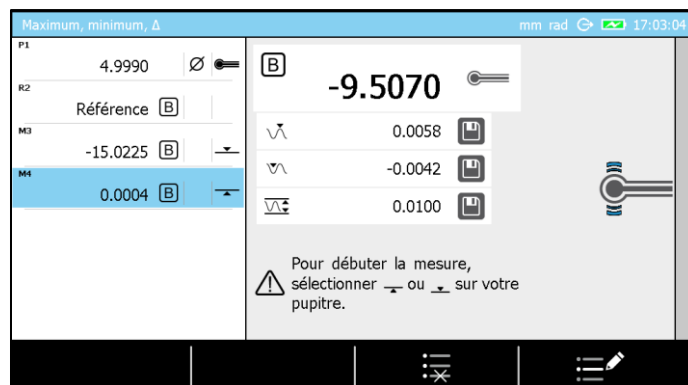 Maximum, minimum, Δ
mm rad 17:03:04
P1
4.9990 Ø
R2
Référence B
M3
-15.0225 B
M4
0.0004 B
B
-9.5070
0.0058
-0.0042
0.0100
Pour débuter la mesure,
sélectionner ou sur votre
pupitre.